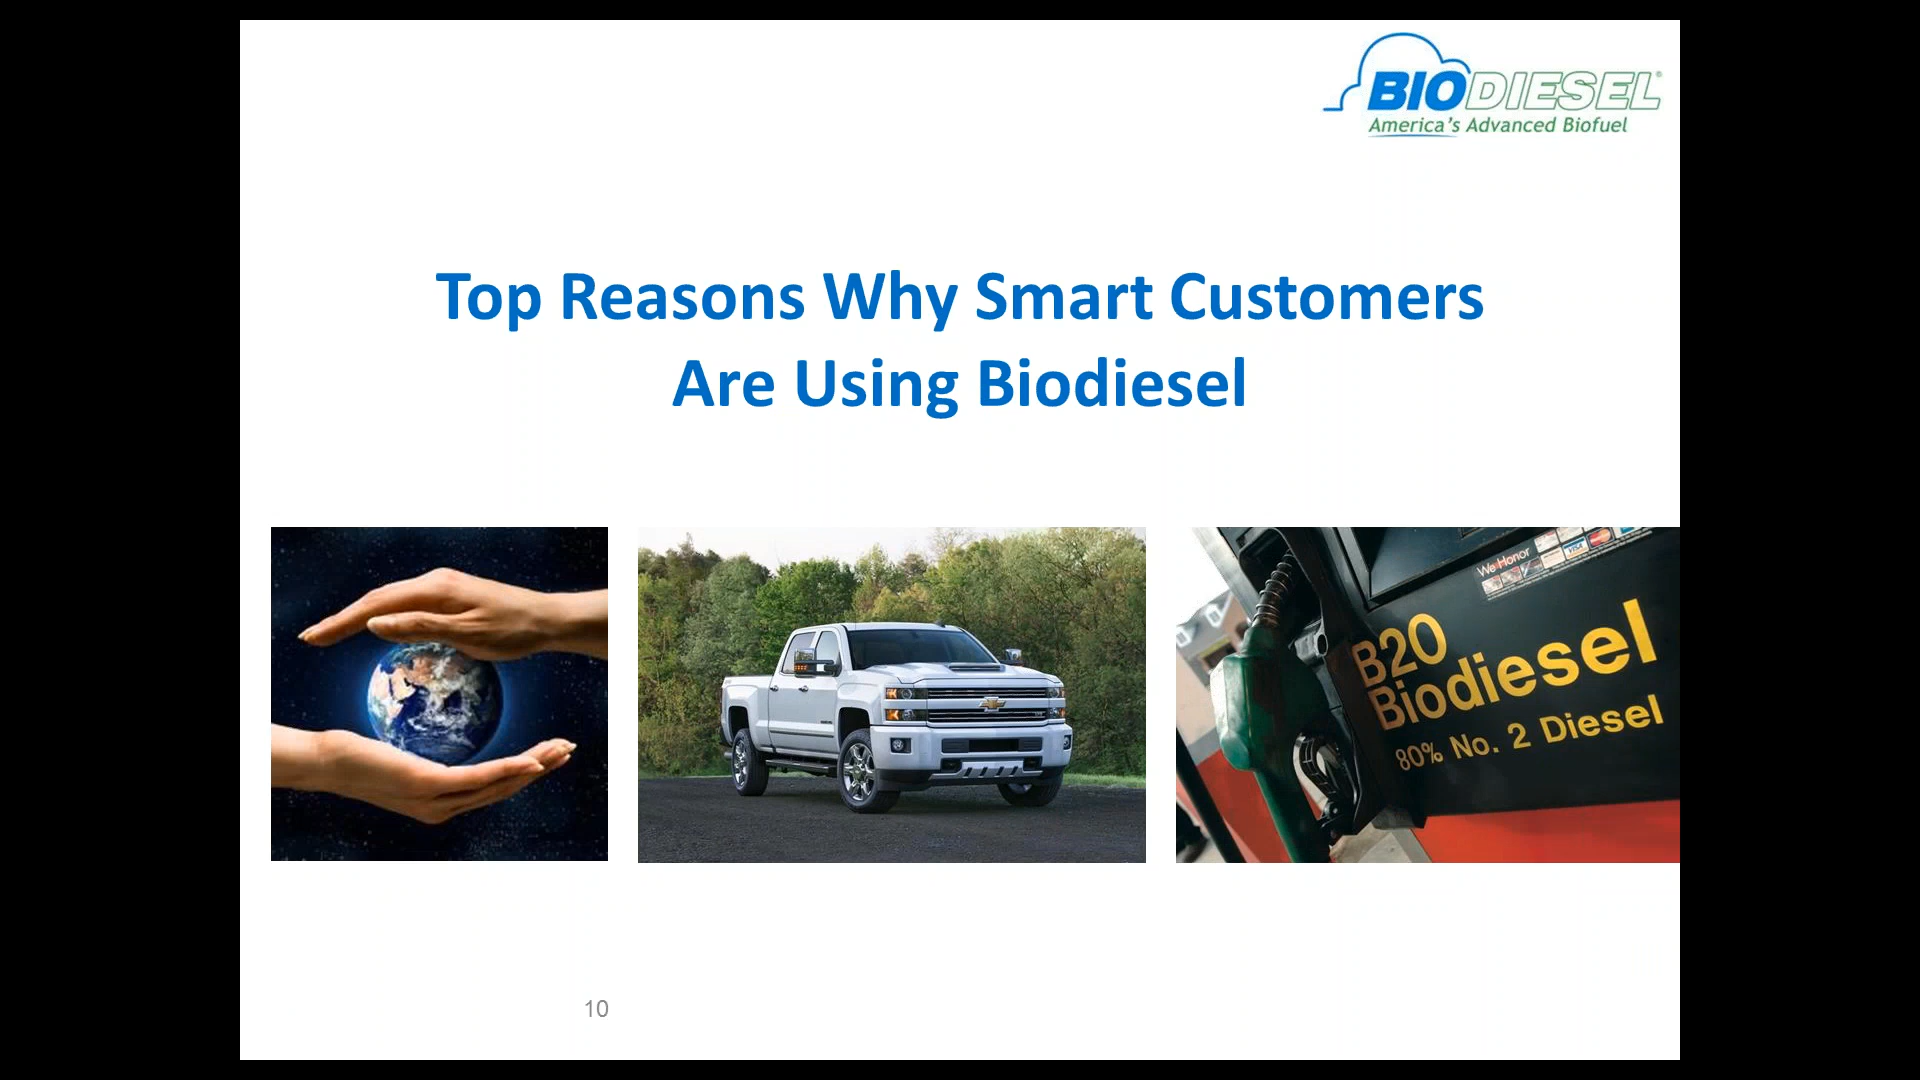 BIODIESEL®
America's Advanced Biofuel
Top Reasons Why Smart Customers
Are Using Biodiesel
We Honor
VISA
B20
Biodiesel
80% No. 2 Diesel
10